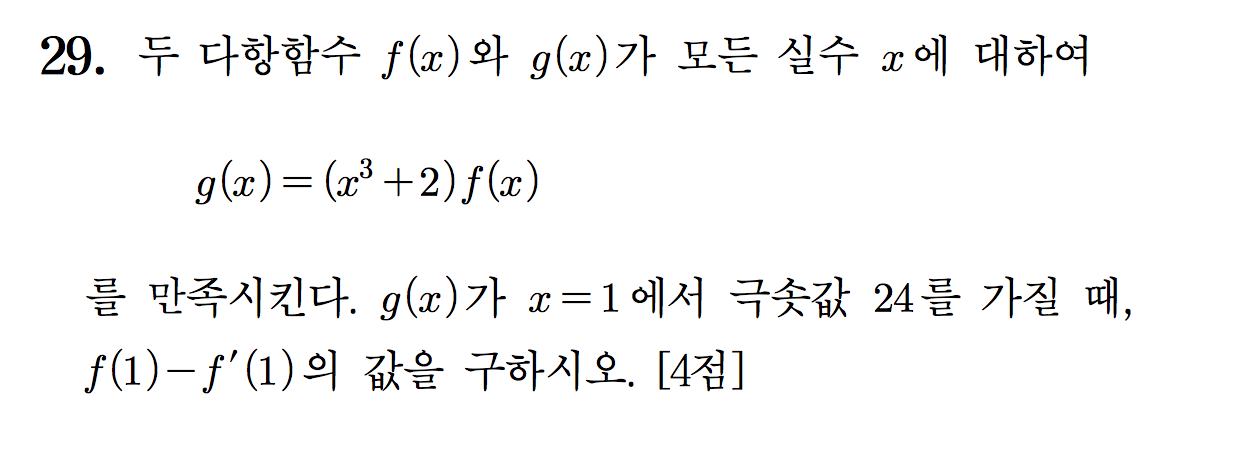 29. 두 다항함수 f(x)와 g(x)가 모든 실수 x에 대하여
g(x)=(x³+2)f(x)
를 만족시킨다. g(x)가 x=1에서 극솟값 24를 가질 때,
f(1)-f′(1)의 값을 구하시오. [4점]